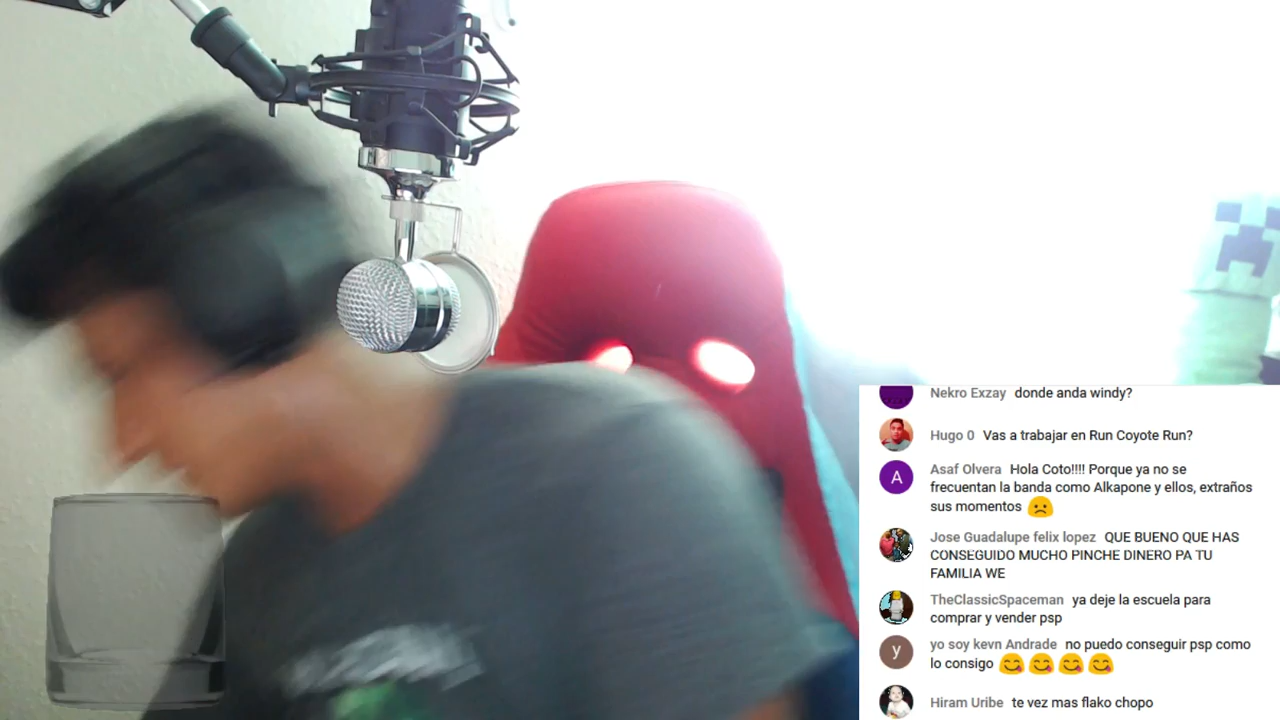 Nekro Exzay donde anda windy?
Hugo 0 Vas a trabajar en Run Coyote Run?
A
Asaf Olvera Hola Coto!!!! Porque ya no se
frecuentan la banda como Alkapone y ellos, extraños
sus momentos ☹️
Jose Guadalupe felix lopez QUE BUENO QUE HAS
CONSEGUIDO MUCHO PINCHE DINERO PA TU
FAMILIA WE
TheClassicSpaceman ya deje la escuela para
comprar y vender psp
y
yo soy kevn Andrade no puedo conseguir psp como
lo consigo 😋😋😋😋
Hiram Uribe te vez mas flako chopo